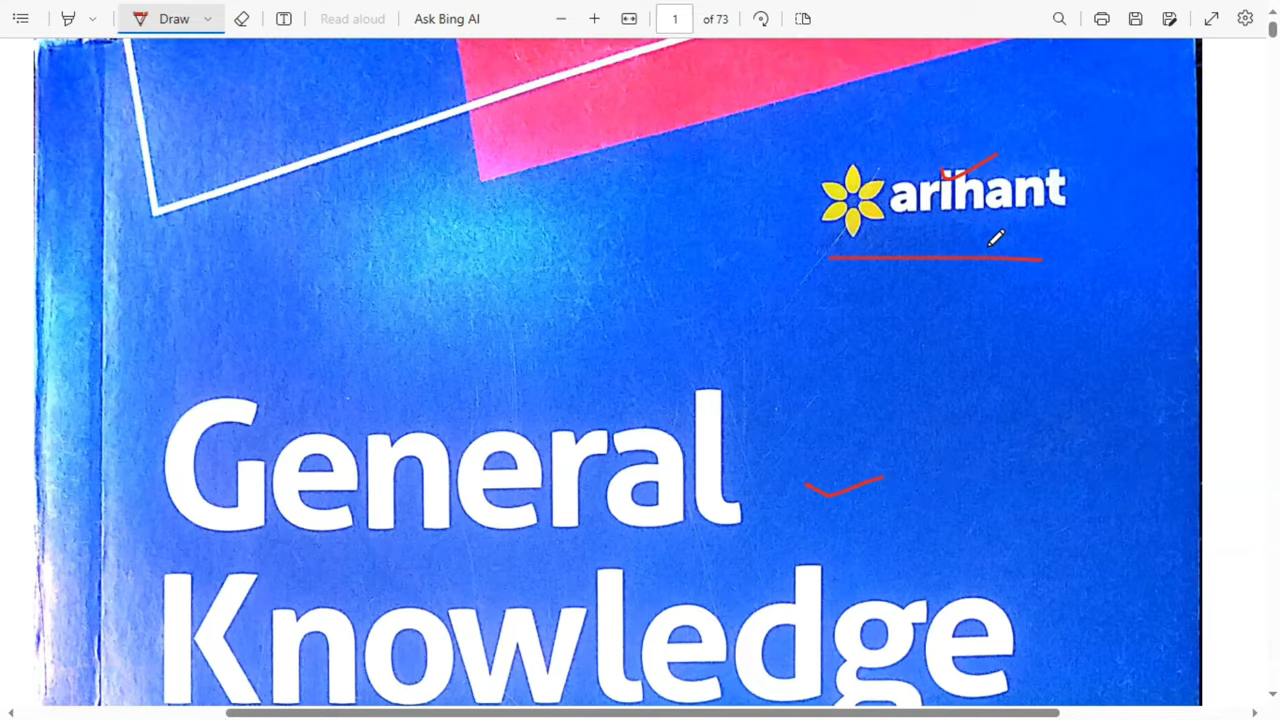 Draw
Read aloud
Ask Bing AI
1
of 73
arihant
General
Knowledge